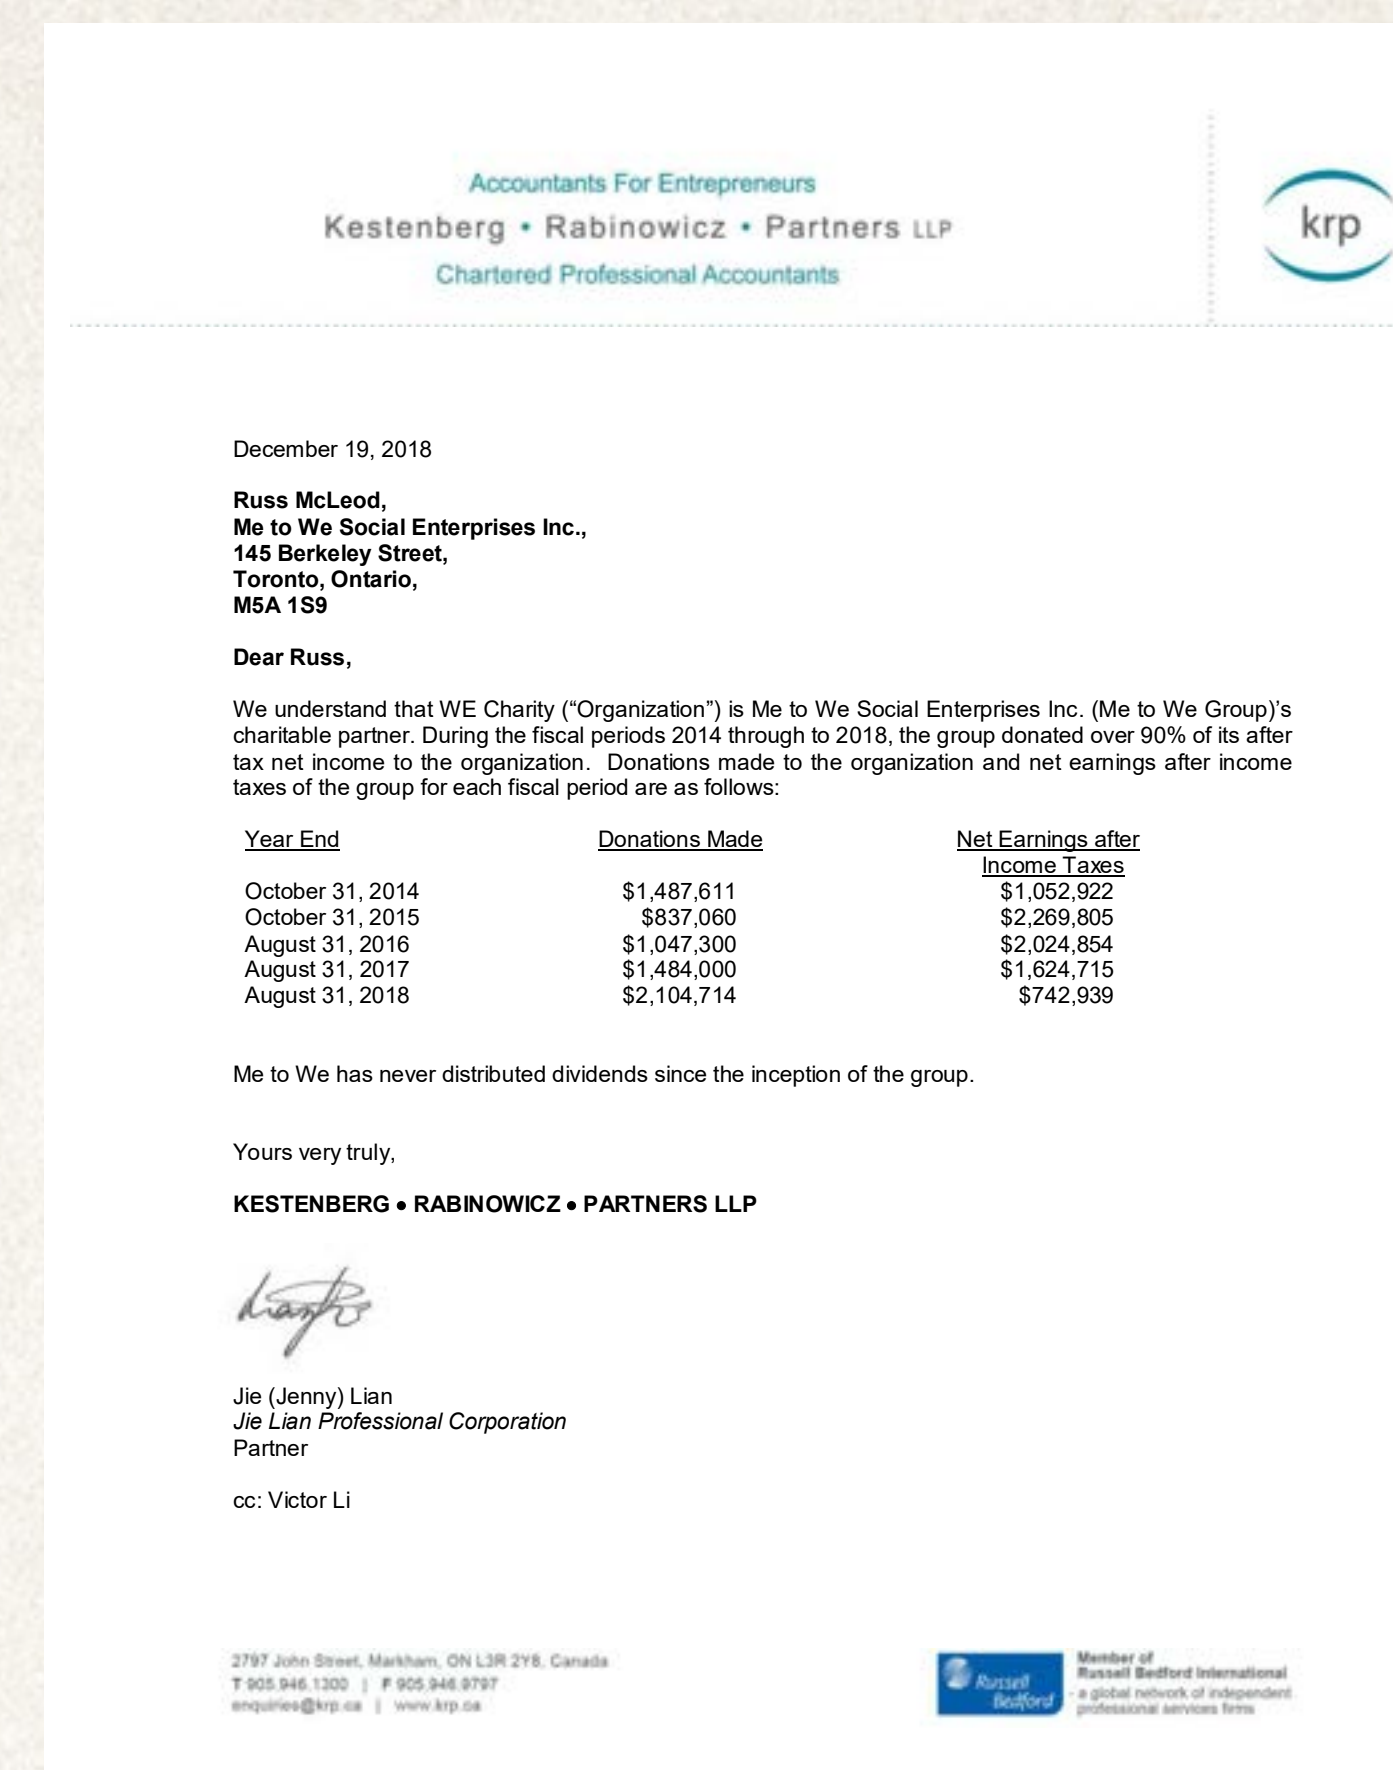 Accountants For Entrepreneurs
Kestenberg • Rabinowicz • Partners LLP
Chartered Professional Accountants
krp
December 19, 2018
Russ McLeod,
Me to We Social Enterprises Inc.,
145 Berkeley Street,
Toronto, Ontario,
M5A 1S9
Dear Russ,
We understand that WE Charity (“Organization”) is Me to We Social Enterprises Inc. (Me to We Group)’s
charitable partner. During the fiscal periods 2014 through to 2018, the group donated over 90% of its after
tax net income to the organization. Donations made to the organization and net earnings after income
taxes of the group for each fiscal period are as follows:
Year End Donations Made Net Earnings after
Income Taxes
October 31, 2014 $1,487,611 $1,052,922
October 31, 2015 $837,060 $2,269,805
August 31, 2016 $1,047,300 $2,024,854
August 31, 2017 $1,484,000 $1,624,715
August 31, 2018 $2,104,714 $742,939
Me to We has never distributed dividends since the inception of the group.
Yours very truly,
KESTENBERG • RABINOWICZ • PARTNERS LLP
Jie (Jenny) Lian
Jie Lian Professional Corporation
Partner
cc: Victor Li
2797 John Street, Markham, ON L3R 2Y8, Canada
T 905.946.1300 | F 905.946.9797
enquiries@krp.ca | www.krp.ca
Russell
Bedford
Member of
Russell Bedford International
- a global network of independent
professional services firms